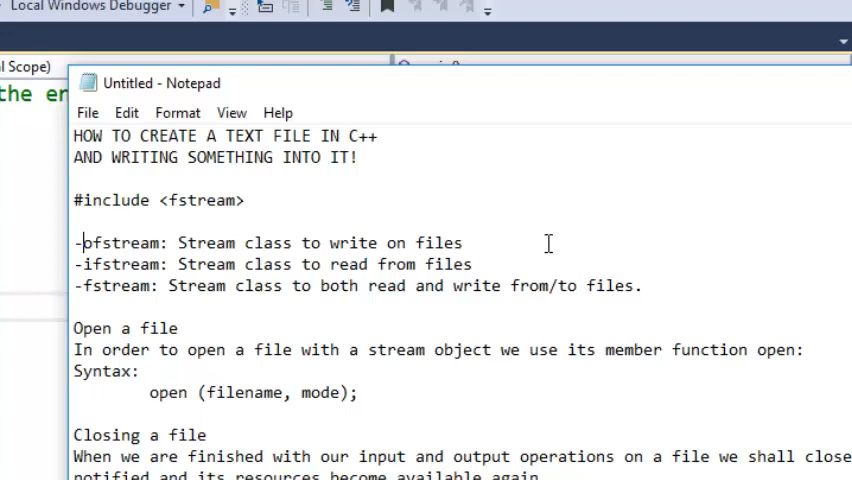 Local Windows Debugger
l Scope)
the en
Untitled - Notepad
File Edit Format View Help
HOW TO CREATE A TEXT FILE IN C++
AND WRITING SOMETHING INTO IT!
#include <fstream>
-ofstream: Stream class to write on files
-ifstream: Stream class to read from files
-fstream: Stream class to both read and write from/to files.
Open a file
In order to open a file with a stream object we use its member function open:
Syntax:
open (filename, mode);
Closing a file
When we are finished with our input and output operations on a file we shall close
notified and its resources become available again.